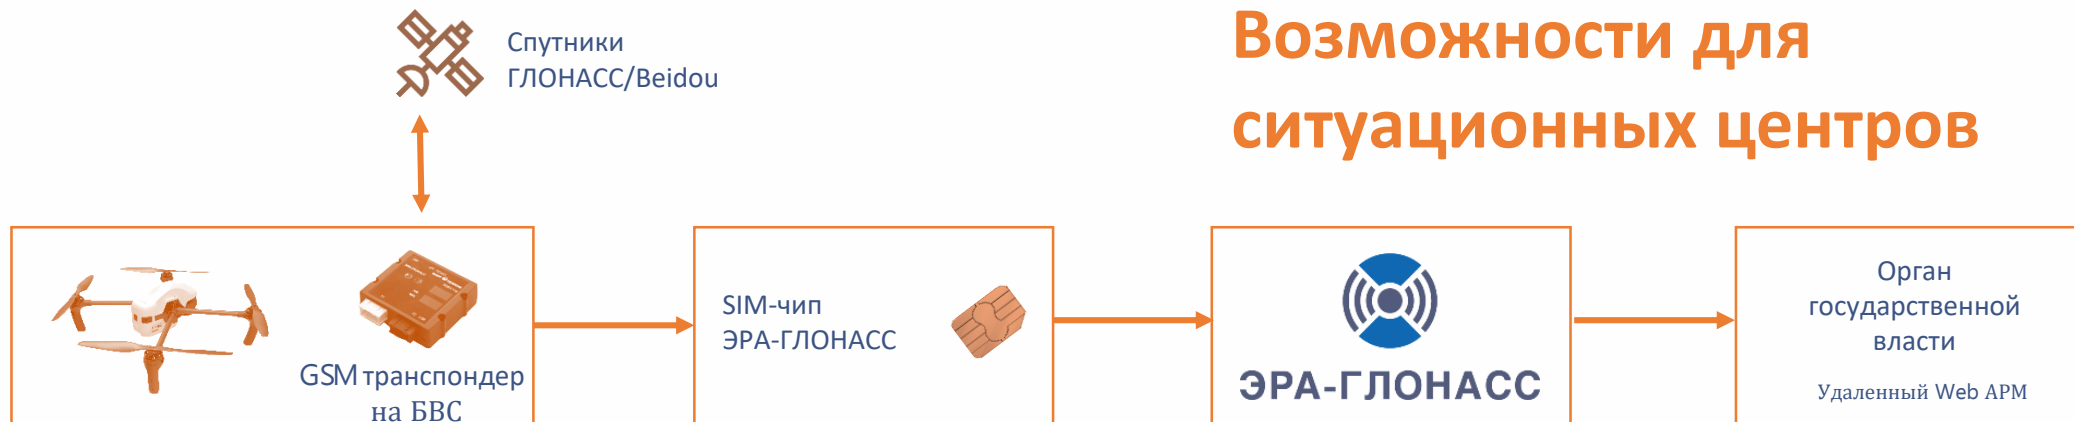 Возможности для
ситуационных центров
Спутники
ГЛОНАСС/Beidou
GSM транспондер
на БВС
SIM-чип
ЭРА-ГЛОНАСС
ЭРА-ГЛОНАСС
Орган
государственной
власти
Удаленный Web АРМ